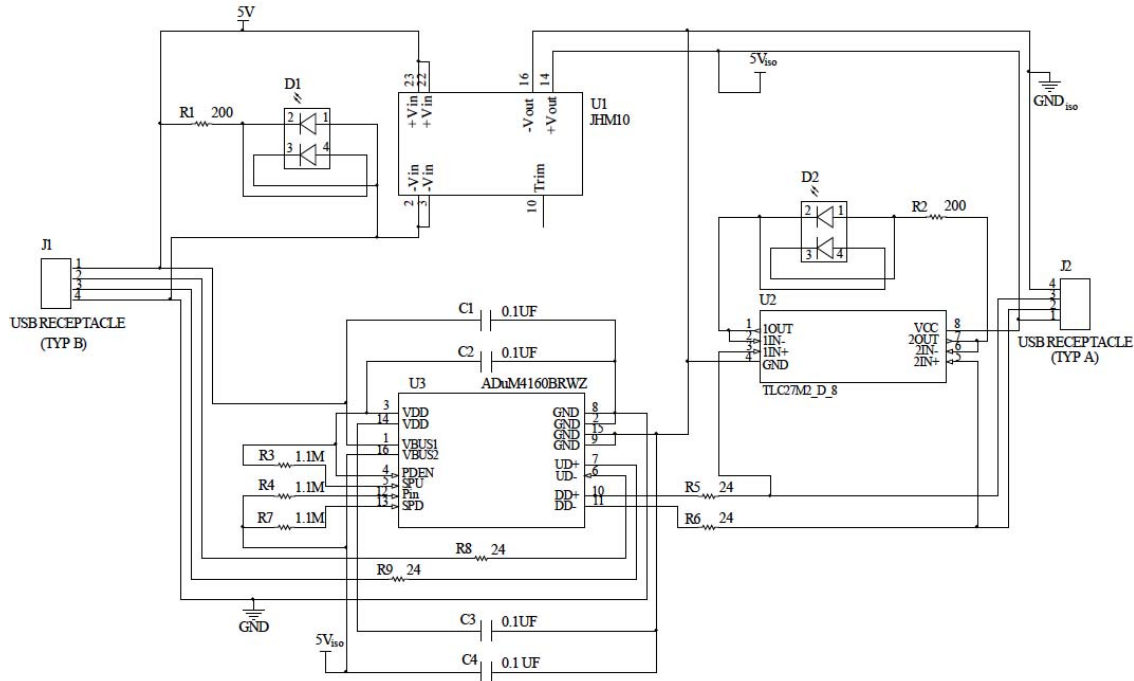 5V
16
14
5Viso
GNDiso
23
22
+Vin
+Vin
-Vout
+Vout
U1
JHM10
D1
R1 200
2 1
3 4
-Vin
-Vin
Trim
2
3
10
D2
R2 200
2 1
3 4
J1
1
2
3
4
USB RECEPTACLE
(TYP B)
J2
4
3
2
1
USB RECEPTACLE
(TYP A)
U2
1 1OUT VCC 8
2 1IN- 2OUT 7
3 1IN+ 2IN- 6
4 GND 2IN+ 5
TLC27M2_D_8
C1 0.1UF
C2 0.1UF
U3 ADuM4160BRWZ
3 VDD GND 8
14 VDD GND 2
GND 15
1 VBUS1 GND 9
16 VBUS2
UD+ 7
4 PDEN UD- 6
5 SPU
12 Pin DD+ 10
13 SPD DD- 11
R3 1.1M
R4 1.1M
R7 1.1M
R5 24
R6 24
R8 24
R9 24
GND
C3 0.1UF
5Viso
C4 0.1 UF